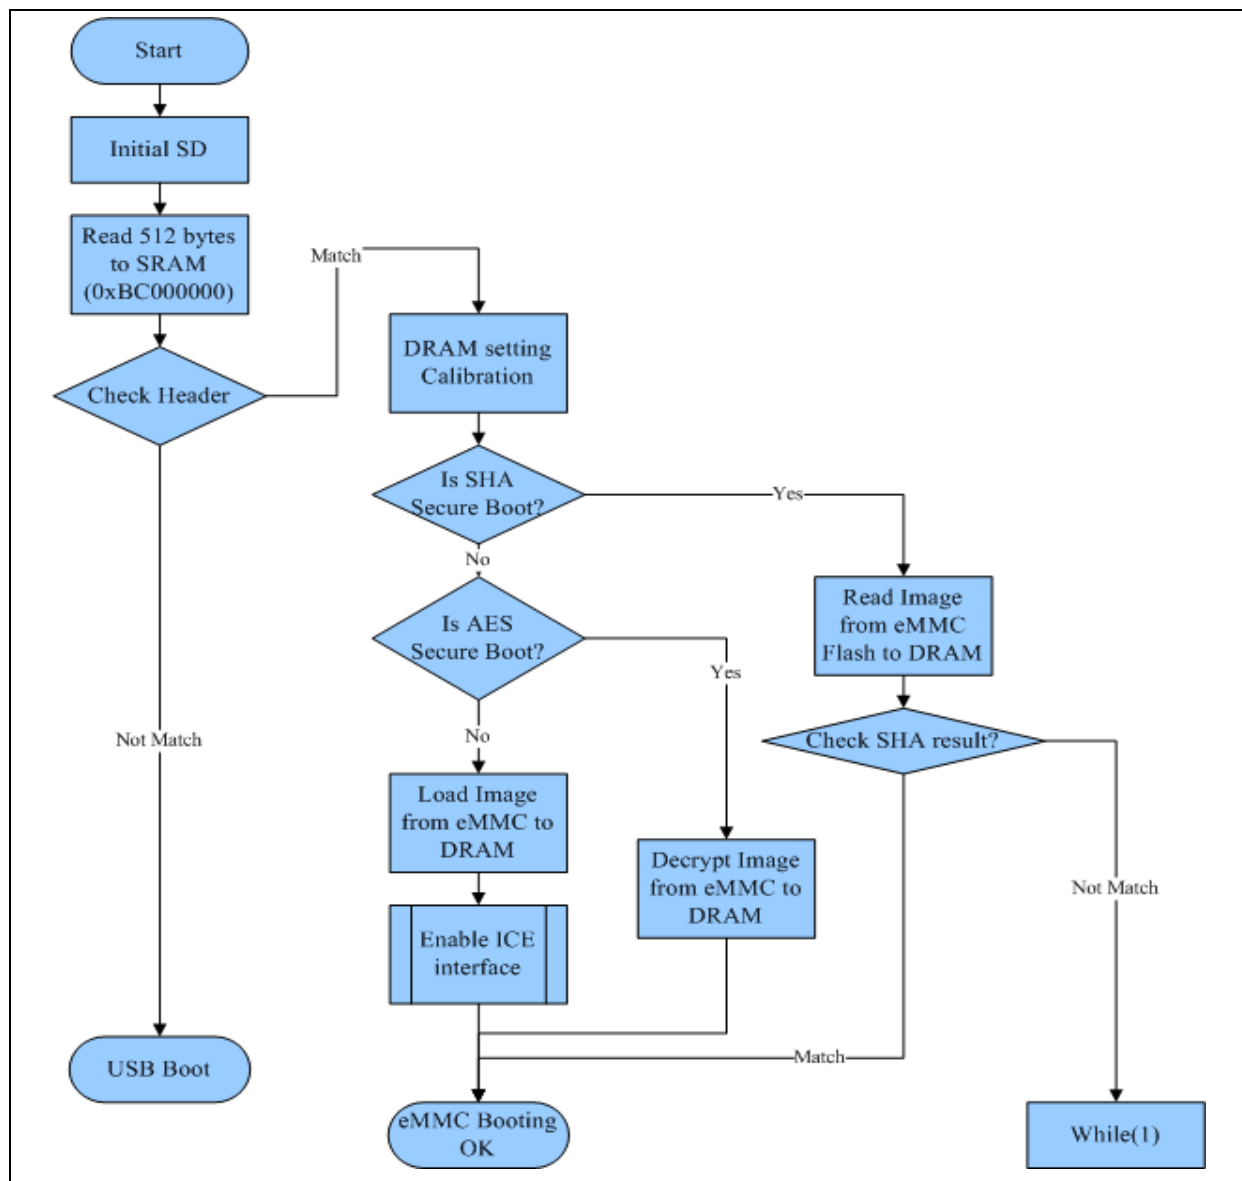 Start
Initial SD
Read 512 bytes
to SRAM
(0xBC000000)
Match
Check Header
DRAM setting
Calibration
Is SHA
Secure Boot?
Yes
No
Read Image
from eMMC
Flash to DRAM
Is AES
Secure Boot?
Yes
No
Check SHA result?
Not Match
Load Image
from eMMC to
DRAM
Decrypt Image
from eMMC to
DRAM
Not Match
Enable ICE
interface
Match
USB Boot
eMMC Booting
OK
While(1)